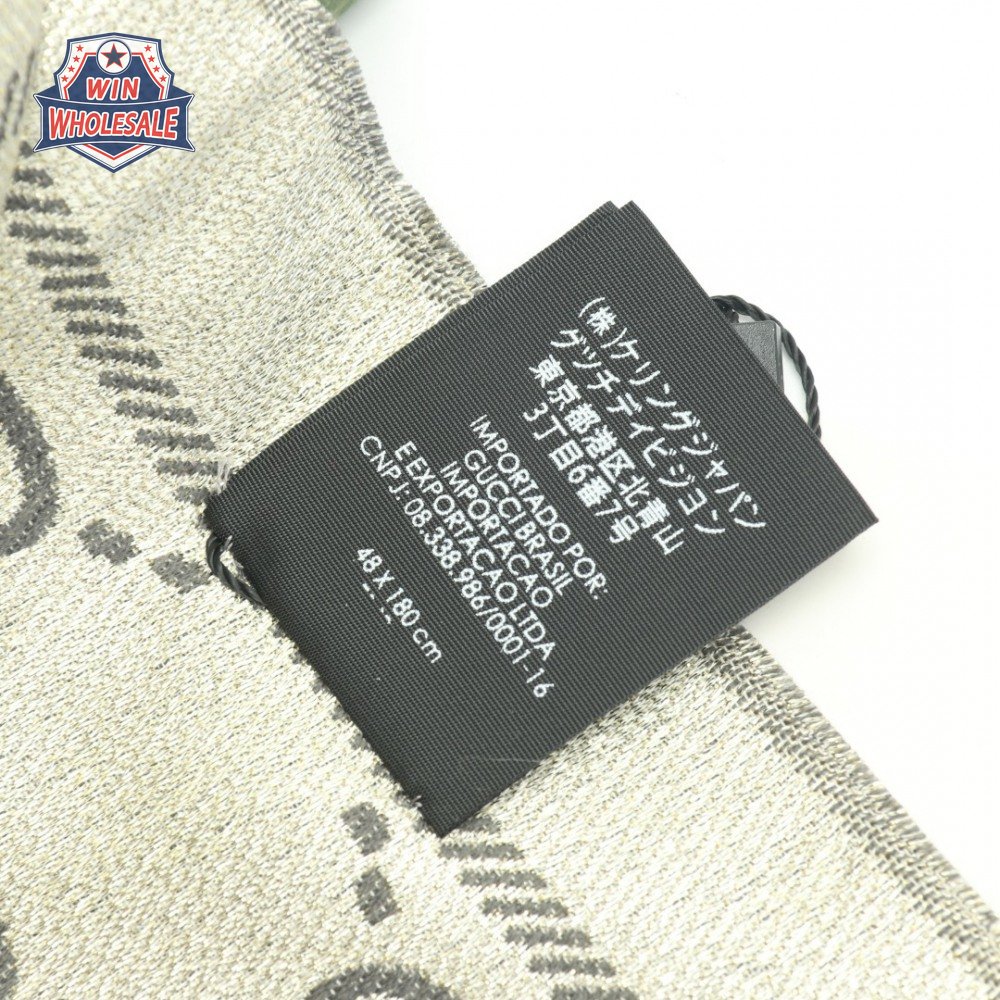 WIN
WHOLESALE
(株)ケリングジャパン
グッチディビジョン
東京都港区北青山
3丁目6番7号
IMPORTADO POR:
GUCCI BRASIL
IMPORTACAO
E EXPORTACAO LTDA
CNPJ: 08.338.986/0001-16
48 X 180 cm